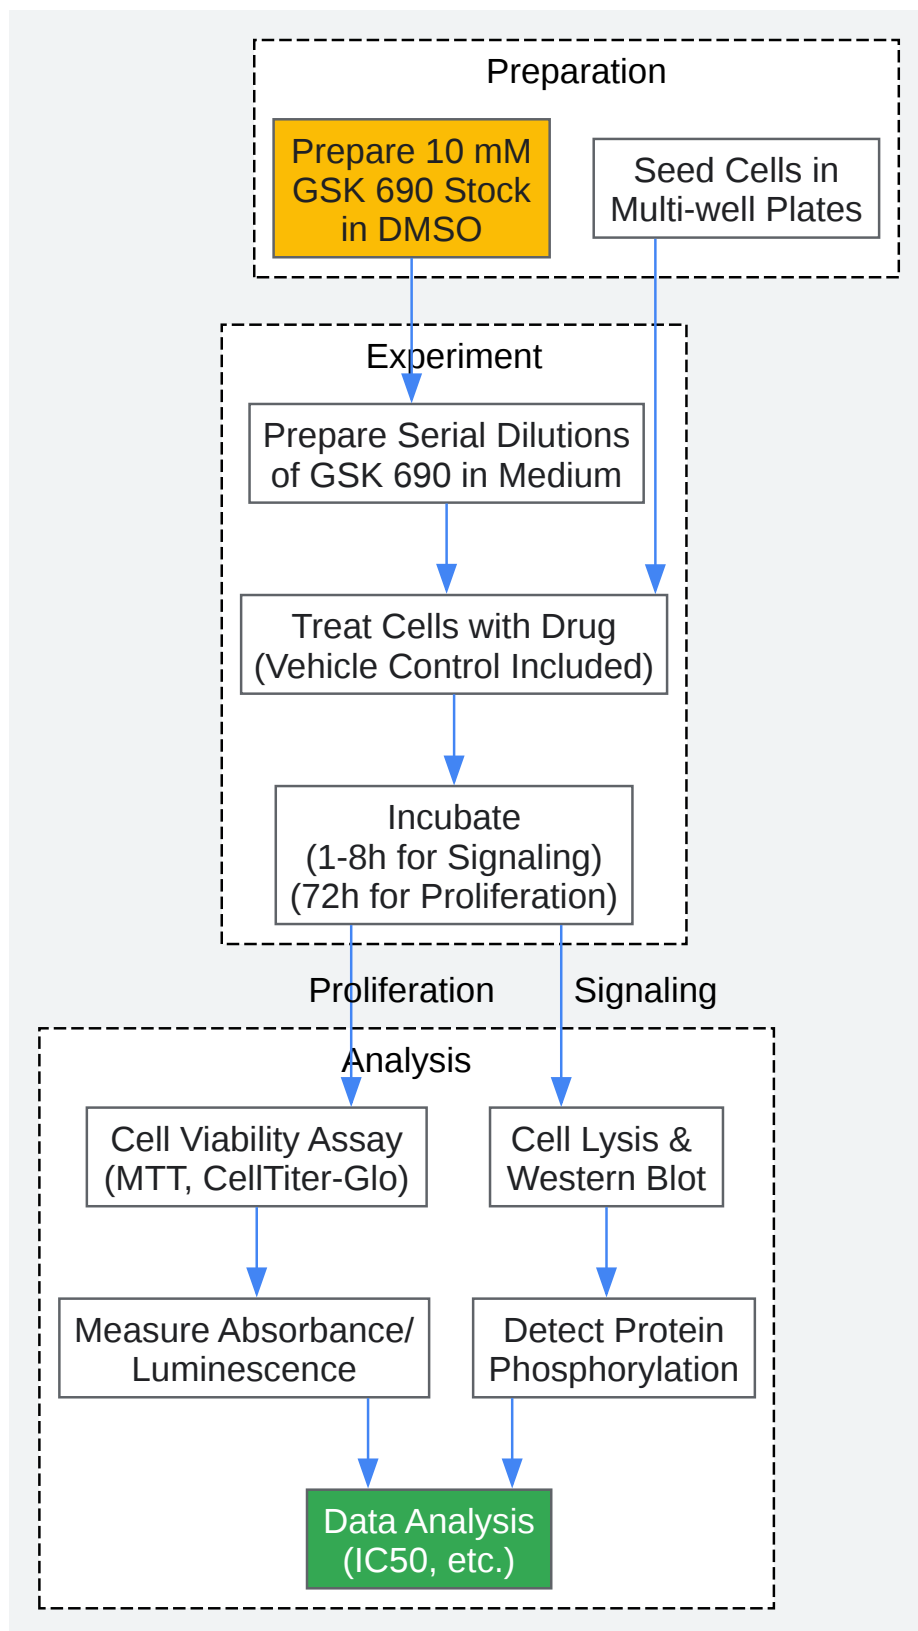 Preparation
Prepare 10 mM
GSK 690 Stock
in DMSO
Seed Cells in
Multi-well Plates
Experiment
Prepare Serial Dilutions
of GSK 690 in Medium
Treat Cells with Drug
(Vehicle Control Included)
Incubate
(1-8h for Signaling)
(72h for Proliferation)
Proliferation
Signaling
Analysis
Cell Viability Assay
(MTT, CellTiter-Glo)
Cell Lysis &
Western Blot
Measure Absorbance/
Luminescence
Detect Protein
Phosphorylation
Data Analysis
(IC50, etc.)